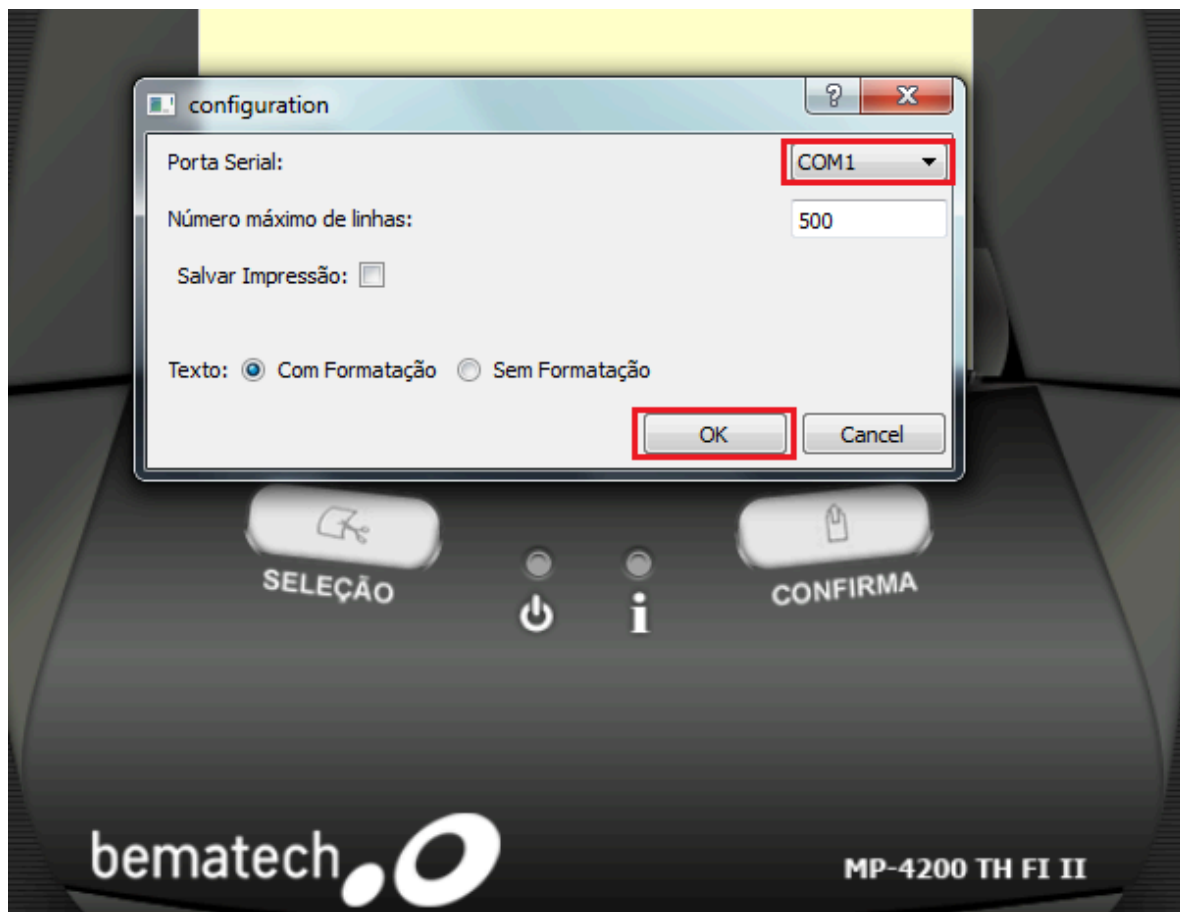 configuration
Porta Serial: COM1
Número máximo de linhas: 500
Salvar Impressão:
Texto: Com Formatação Sem Formatação
OK Cancel
SELEÇÃO CONFIRMA
bematech
MP-4200 TH FI II